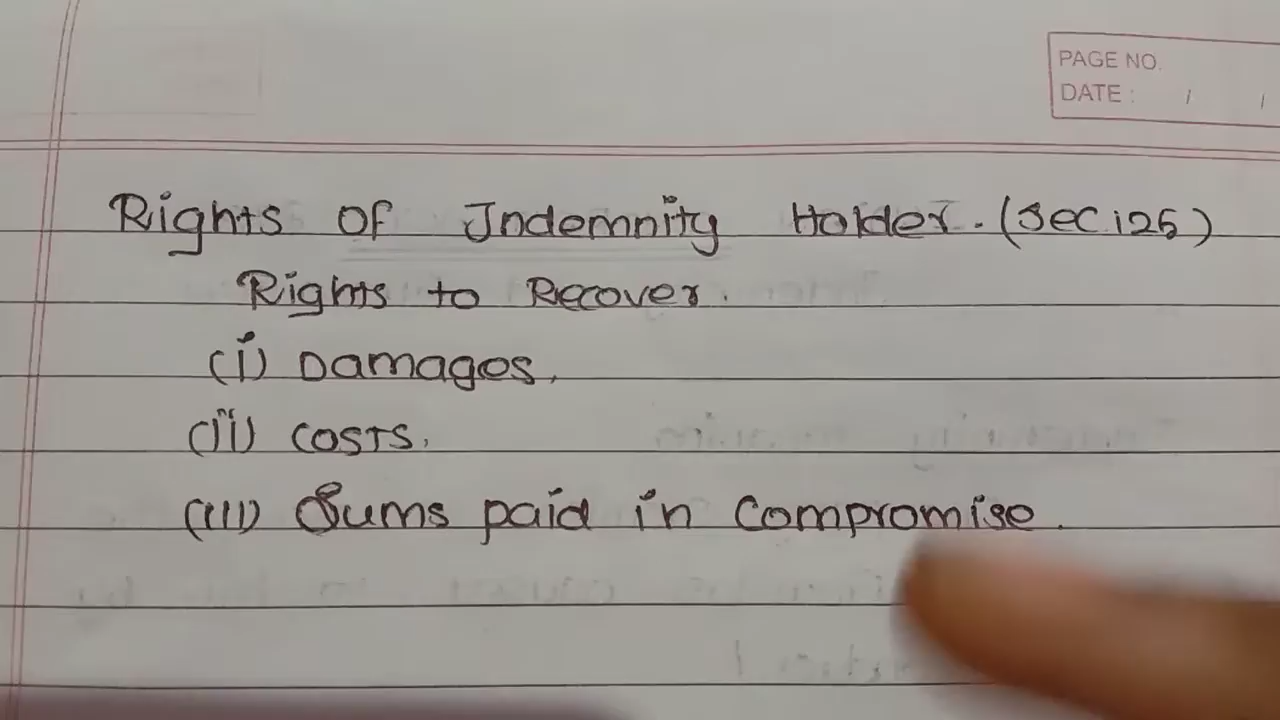 PAGE NO.
DATE : / /
Rights of Indemnity Holder. (Sec 125)
Rights to Recover.
(i) Damages.
(ii) costs.
(iii) Sums paid in compromise.